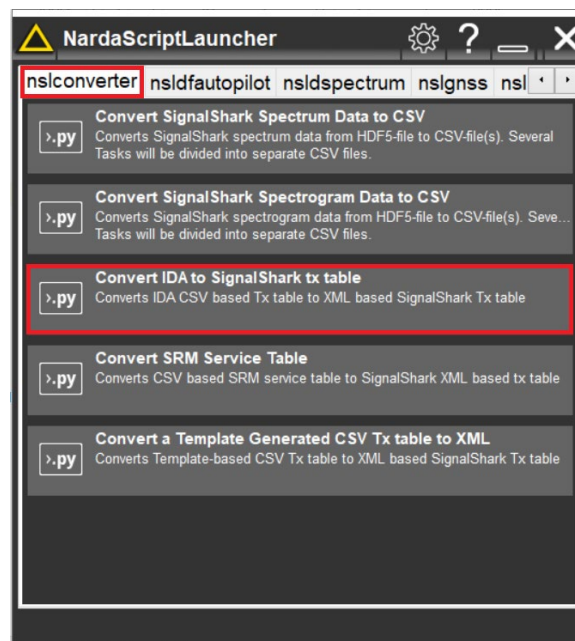 NardaScriptLauncher ?
nslconverter nsldfautopilot nsldspectrum nslgnss nsl
Convert SignalShark Spectrum Data to CSV
Converts SignalShark spectrum data from HDF5-file to CSV-file(s). Several
Tasks will be divided into separate CSV files.
>.py
Convert SignalShark Spectrogram Data to CSV
Converts SignalShark spectrogram data from HDF5-file to CSV-file(s). Seve...
Tasks will be divided into separate CSV files.
>.py
Convert IDA to SignalShark tx table
Converts IDA CSV based Tx table to XML based SignalShark Tx table
>.py
Convert SRM Service Table
Converts CSV based SRM service table to SignalShark XML based tx table
>.py
Convert a Template Generated CSV Tx table to XML
Converts Template-based CSV Tx table to XML based SignalShark Tx table
>.py